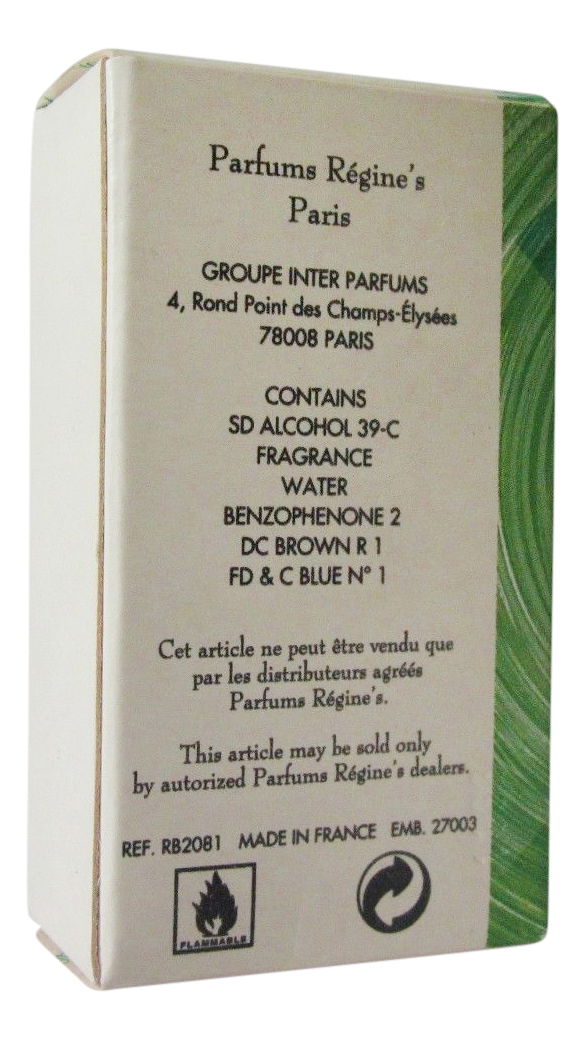 Parfums Régine's
Paris
GROUPE INTER PARFUMS
4, Rond Point des Champs-Élysées
78008 PARIS
CONTAINS
SD ALCOHOL 39-C
FRAGRANCE
WATER
BENZOPHENONE 2
DC BROWN R 1
FD & C BLUE N° 1
Cet article ne peut être vendu que
par les distributeurs agréés
Parfums Régine's.
This article may be sold only
by autorized Parfums Régine's dealers.
REF. RB2081 MADE IN FRANCE EMB. 27003
FLAMMABLE